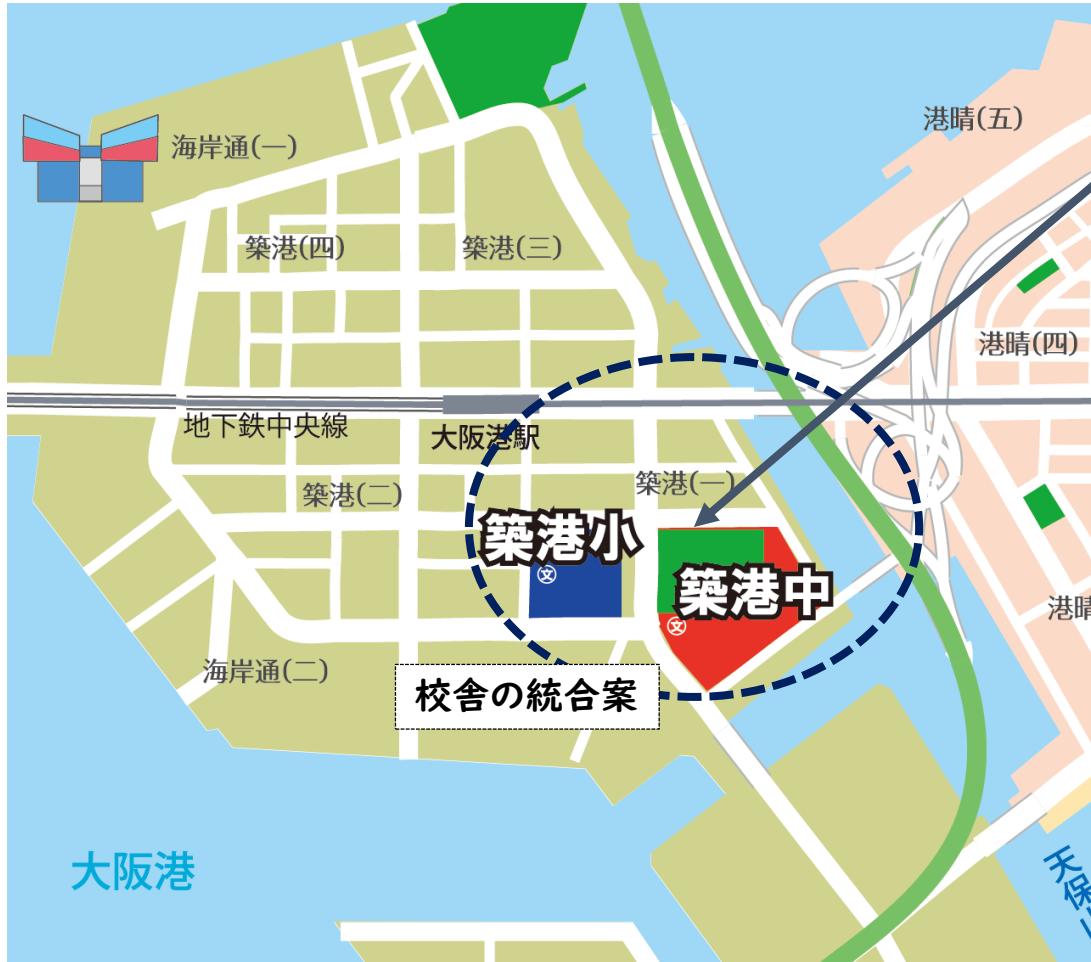 港晴(五)
海岸通(一)
築港(四)
築港(三)
港晴(四)
地下鉄中央線
大阪港駅
築港(二)
築港(一)
築港小
文
築港中
文
港晴
海岸通(二)
校舎の統合案
大阪港
天保